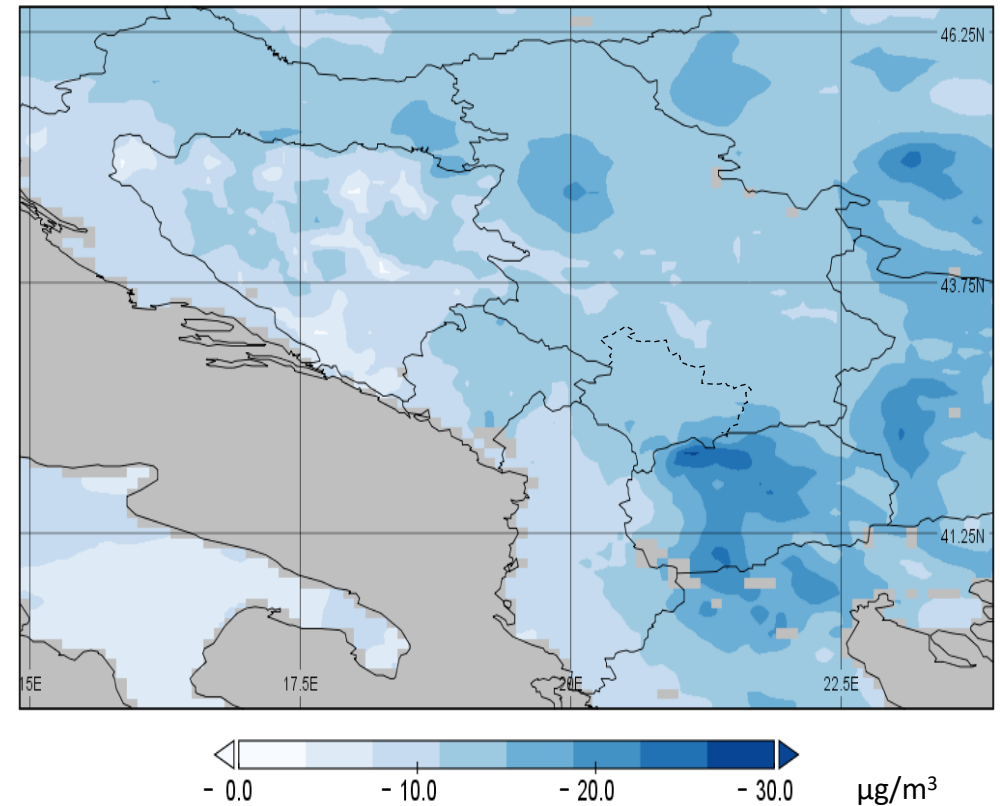 46.25N
43.75N
41.25N
15E 17.5E 20E 22.5E
- 0.0 - 10.0 - 20.0 - 30.0 µg/m³